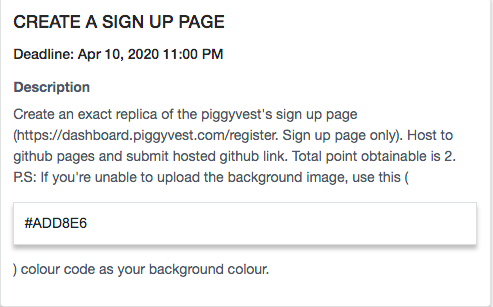 CREATE A SIGN UP PAGE
Deadline: Apr 10, 2020 11:00 PM
Description
Create an exact replica of the piggyvest's sign up page
(https://dashboard.piggyvest.com/register. Sign up page only). Host to
github pages and submit hosted github link. Total point obtainable is 2.
P.S: If you're unable to upload the background image, use this (
#ADD8E6
) colour code as your background colour.